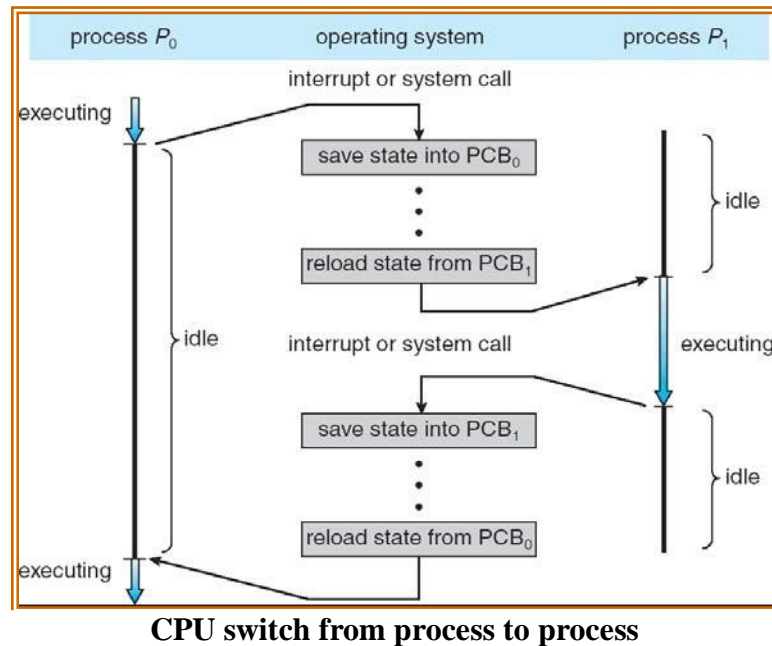 process P0 operating system process P1
interrupt or system call
executing
save state into PCB0
idle
reload state from PCB1
idle
interrupt or system call
executing
save state into PCB1
idle
reload state from PCB0
executing
CPU switch from process to process